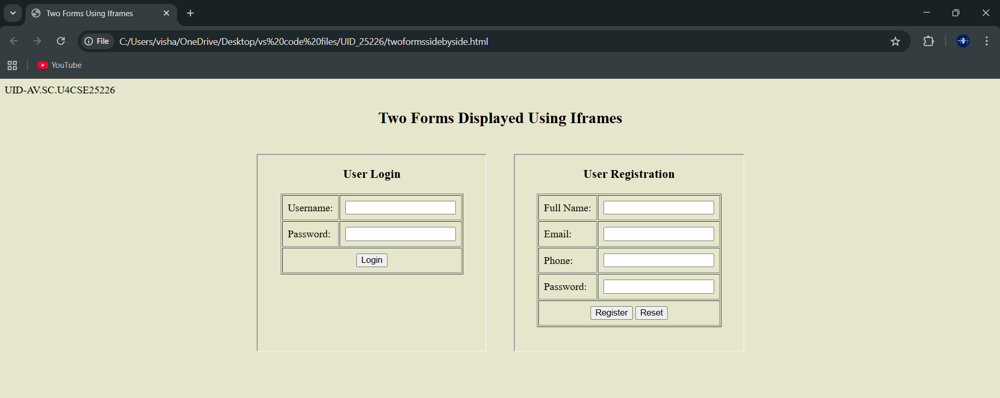 Two Forms Using Iframes
File C:/Users/visha/OneDrive/Desktop/vs%20code%20files/UID_25226/twoformssidebyside.html
YouTube
UID-AV.SC.U4CSE25226
Two Forms Displayed Using Iframes
User Login
Username:
Password:
Login
User Registration
Full Name:
Email:
Phone:
Password:
Register Reset